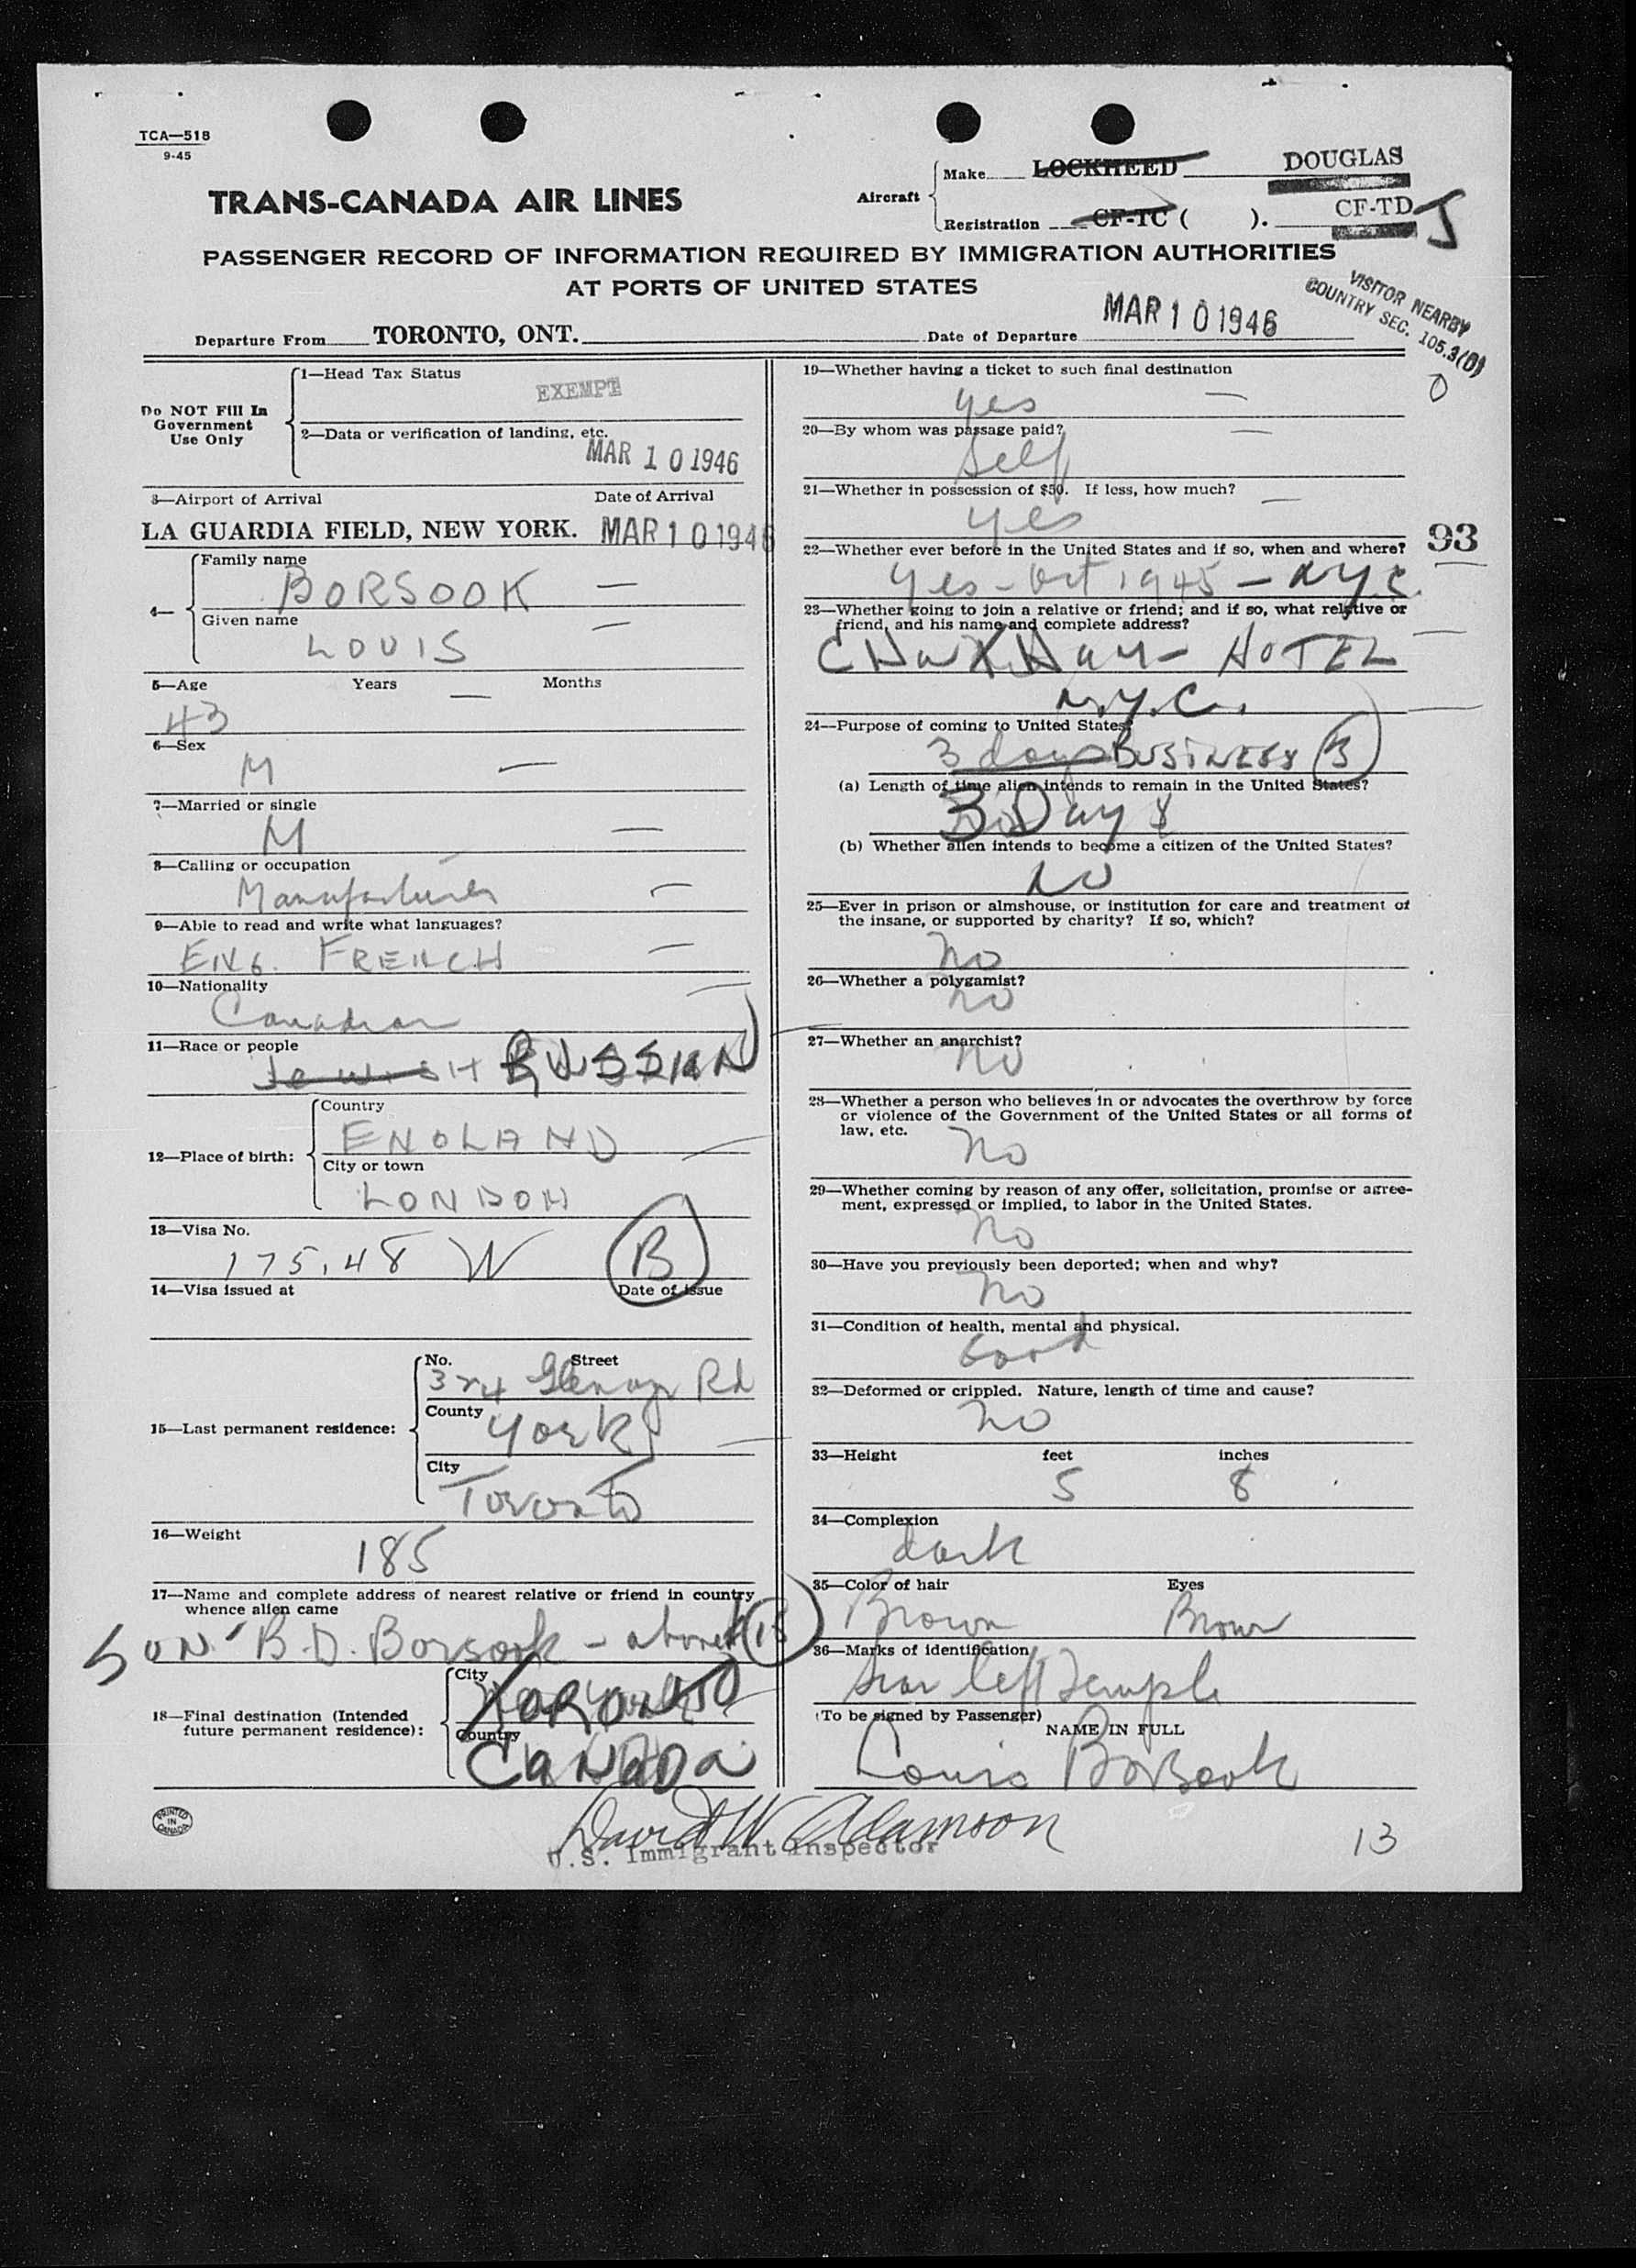 TCA—518
9-45
Aircraft
Make LOCKHEED DOUGLAS
Registration CF-TC ( ). CF-TD J
TRANS-CANADA AIR LINES
PASSENGER RECORD OF INFORMATION REQUIRED BY IMMIGRATION AUTHORITIES
AT PORTS OF UNITED STATES
VISITOR NEARBY
COUNTRY SEC. 105.3(B)
Departure From TORONTO, ONT. Date of Departure MAR 10 1946
Do NOT Fill In
Government
Use Only
1—Head Tax Status
EXEMPT
2—Data or verification of landing, etc.
MAR 10 1946
3—Airport of Arrival Date of Arrival
LA GUARDIA FIELD, NEW YORK. MAR 10 1946
4—
Family name
BORSOOK
Given name
LOUIS
5—Age Years Months
43
6—Sex
M
7—Married or single
M
8—Calling or occupation
Manufacturer
9—Able to read and write what languages?
ENG. FRENCH
10—Nationality
Canadian
11—Race or people
Jewish RUSSIAN
12—Place of birth:
Country
ENGLAND
City or town
LONDON
13—Visa No.
175.48 W B
14—Visa issued at Date of issue
15—Last permanent residence:
No. Street
324 Rd
County
York
City
Toronto
16—Weight
185
17—Name and complete address of nearest relative or friend in country
whence alien came
SON B.D. Borsook - above 15
18—Final destination (Intended
future permanent residence):
City
TORONTO
Country
CANADA
PRINTED
IN
CANADA
19—Whether having a ticket to such final destination
yes
20—By whom was passage paid?
Self
21—Whether in possession of $50. If less, how much?
yes
93
22—Whether ever before in the United States and if so, when and where?
Yes - Oct 1945 - NYC.
23—Whether going to join a relative or friend; and if so, what relative or
friend, and his name and complete address?
HOTEL
N.Y.C.
24—Purpose of coming to United States?
3 days BUSINESS B
(a) Length of time alien intends to remain in the United States?
3 Days
(b) Whether alien intends to become a citizen of the United States?
No
25—Ever in prison or almshouse, or institution for care and treatment of
the insane, or supported by charity? If so, which?
No
26—Whether a polygamist?
no
27—Whether an anarchist?
no
28—Whether a person who believes in or advocates the overthrow by force
or violence of the Government of the United States or all forms of
law, etc.
no
29—Whether coming by reason of any offer, solicitation, promise or agree-
ment, expressed or implied, to labor in the United States.
no
30—Have you previously been deported; when and why?
no
31—Condition of health, mental and physical.
Good
32—Deformed or crippled. Nature, length of time and cause?
no
33—Height feet inches
5 8
34—Complexion
dark
35—Color of hair Eyes
Brown Brown
36—Marks of identification
Scar left Temple
(To be signed by Passenger)
NAME IN FULL
Louis Borsook
David W Adamson
U.S. Immigrant Inspector
13